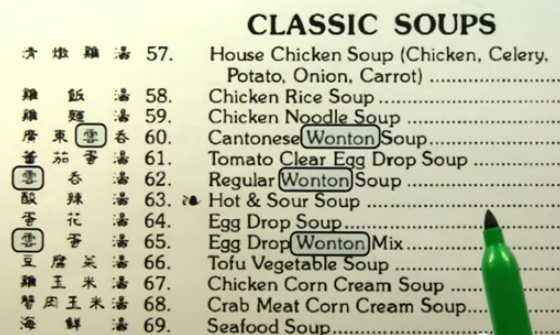 CLASSIC SOUPS
清 燉 雞 湯 57. House Chicken Soup (Chicken, Celery,
Potato, Onion, Carrot) ...............
雞 飯 湯 58. Chicken Rice Soup ...............
雞 麵 湯 59. Chicken Noodle Soup ...............
廣 東 雲 吞 60. Cantonese Wonton Soup ...............
蕃 茄 蛋 湯 61. Tomato Clear Egg Drop Soup ...............
雲 吞 湯 62. Regular Wonton Soup ...............
酸 辣 湯 63. Hot & Sour Soup ...............
蛋 花 湯 64. Egg Drop Soup ...............
雲 蛋 湯 65. Egg Drop Wonton Mix ...............
豆 腐 菜 湯 66. Tofu Vegetable Soup ...............
雞 玉 米 湯 67. Chicken Corn Cream Soup ...............
蟹 肉 玉 米 湯 68. Crab Meat Corn Cream Soup ...............
海 鮮 湯 69. Seafood Soup ...............